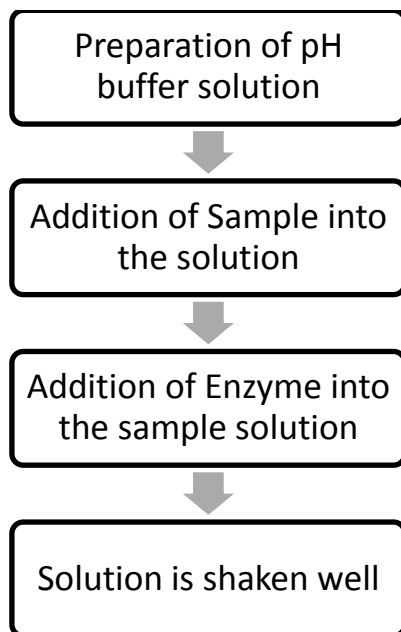 Preparation of pH
buffer solution
Addition of Sample into
the solution
Addition of Enzyme into
the sample solution
Solution is shaken well